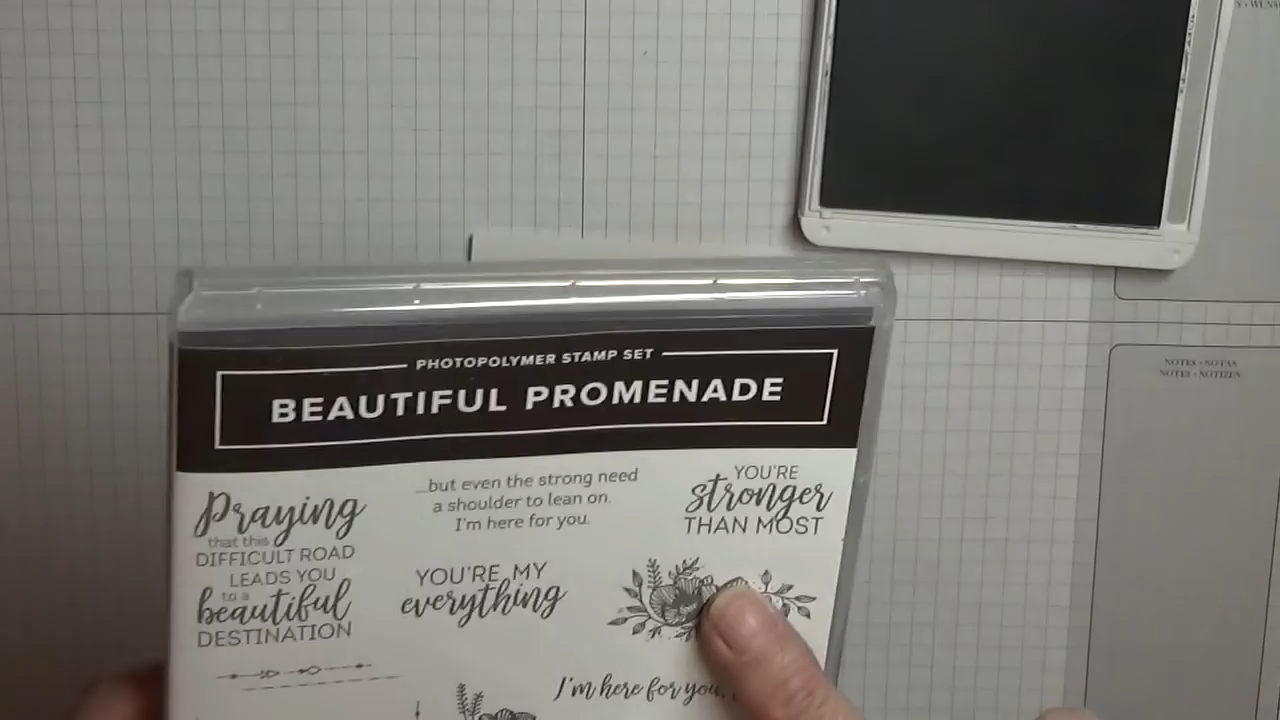 PHOTOPOLYMER STAMP SET
BEAUTIFUL PROMENADE
Praying
that this
DIFFICULT ROAD
LEADS YOU
to a
beautiful
DESTINATION
...but even the strong need
a shoulder to lean on.
I'm here for you.
YOU'RE
stronger
THAN MOST
YOU'RE MY
everything
I'm here for you,
NOTES • NOTAS
NOTES • NOTIZEN